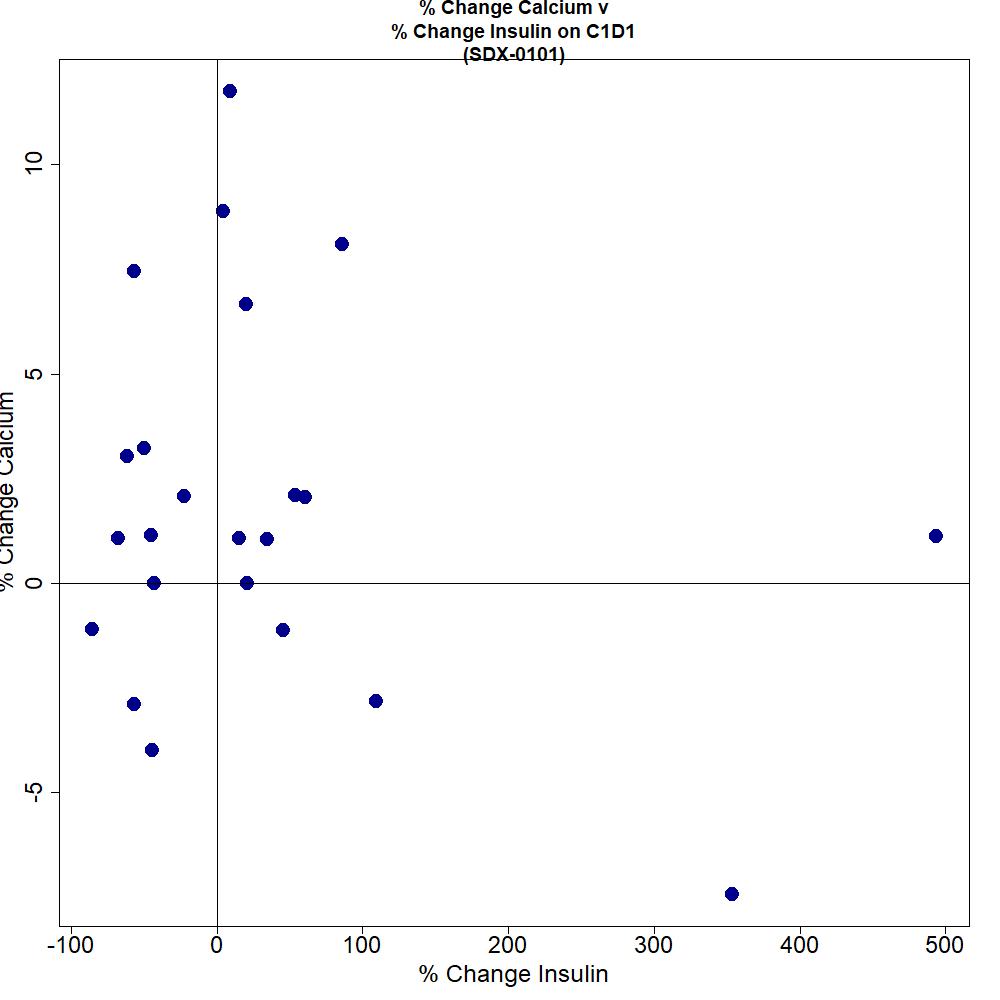 % Change Calcium v
% Change Insulin on C1D1
(SDX-0101)
% Change Calcium
10
5
0
-5
-100
0
100
200
300
400
500
% Change Insulin